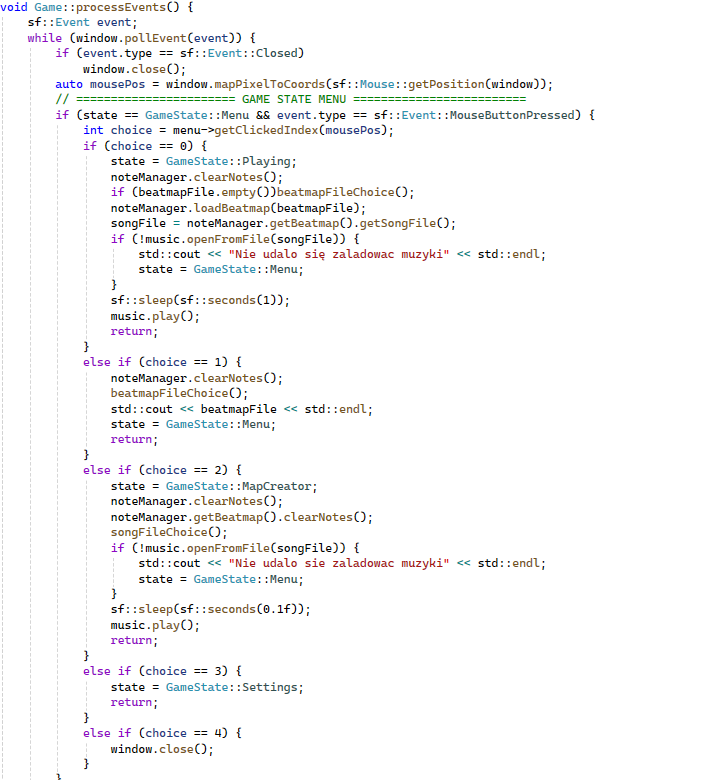 void Game::processEvents() {
    sf::Event event;
    while (window.pollEvent(event)) {
        if (event.type == sf::Event::Closed)
            window.close();
        auto mousePos = window.mapPixelToCoords(sf::Mouse::getPosition(window));
        // ======================= GAME STATE MENU =========================
        if (state == GameState::Menu && event.type == sf::Event::MouseButtonPressed) {
            int choice = menu->getClickedIndex(mousePos);
            if (choice == 0) {
                state = GameState::Playing;
                noteManager.clearNotes();
                if (beatmapFile.empty())beatmapFileChoice();
                noteManager.loadBeatmap(beatmapFile);
                songFile = noteManager.getBeatmap().getSongFile();
                if (!music.openFromFile(songFile)) {
                    std::cout << "Nie udalo się zaladowac muzyki" << std::endl;
                    state = GameState::Menu;
                }
                sf::sleep(sf::seconds(1));
                music.play();
                return;
            }
            else if (choice == 1) {
                noteManager.clearNotes();
                beatmapFileChoice();
                std::cout << beatmapFile << std::endl;
                state = GameState::Menu;
                return;
            }
            else if (choice == 2) {
                state = GameState::MapCreator;
                noteManager.clearNotes();
                noteManager.getBeatmap().clearNotes();
                songFileChoice();
                if (!music.openFromFile(songFile)) {
                    std::cout << "Nie udalo sie zaladowac muzyki" << std::endl;
                    state = GameState::Menu;
                }
                sf::sleep(sf::seconds(0.1f));
                music.play();
                return;
            }
            else if (choice == 3) {
                state = GameState::Settings;
                return;
            }
            else if (choice == 4) {
                window.close();
            }
        }